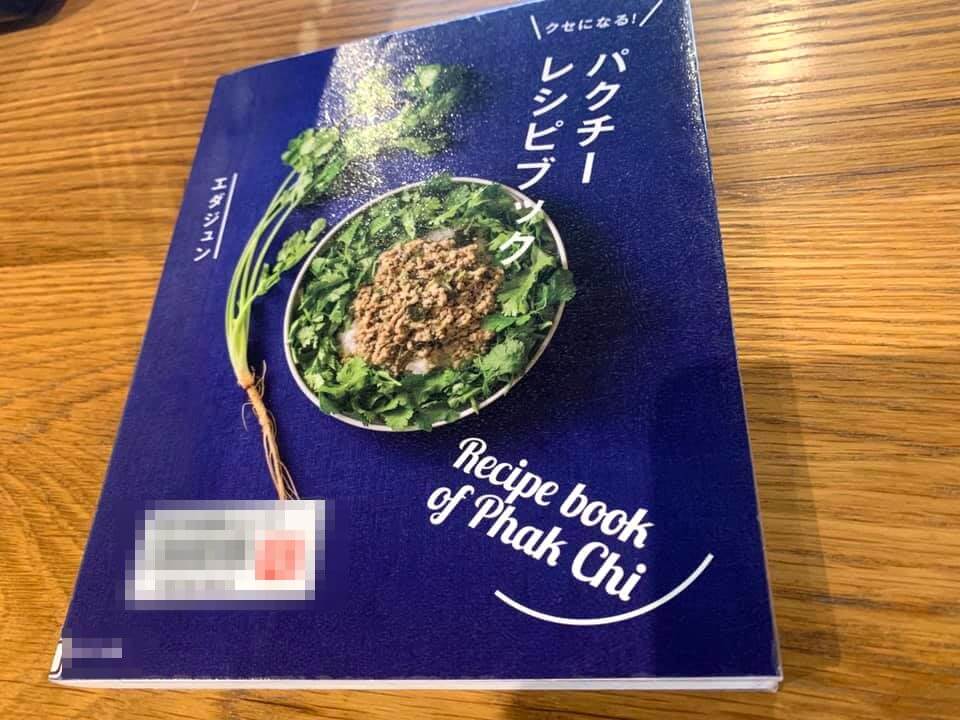 クセになる!
パクチー
レシピブック
エダジュン
Recipe book
of Phak Chi